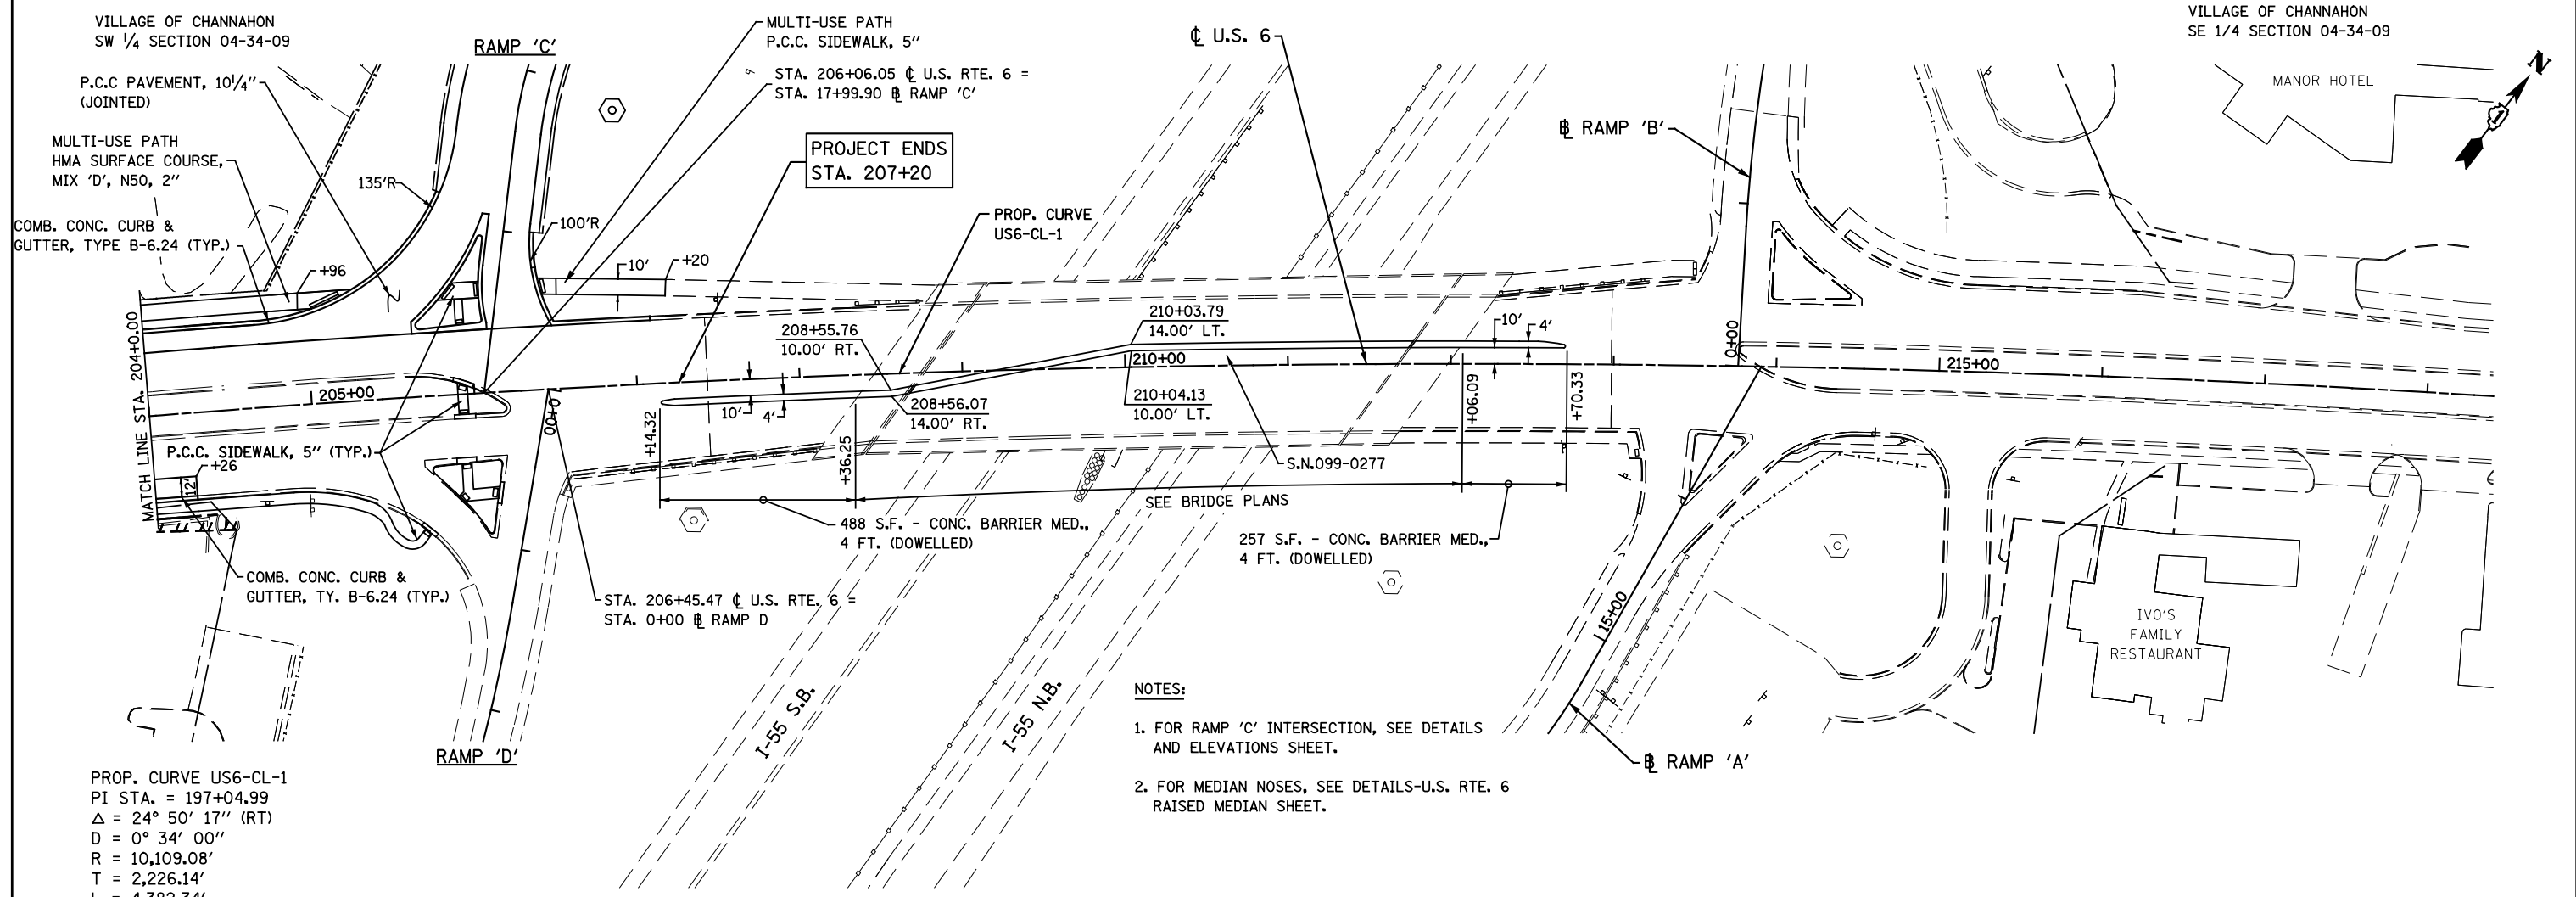 VILLAGE OF CHANNAHON
SW 1/4 SECTION 04-34-09
RAMP 'C'
MULTI-USE PATH
P.C.C. SIDEWALK, 5"
STA. 206+06.05 ℄ U.S. RTE. 6 =
STA. 17+99.90 B̲L RAMP 'C'
℄ U.S. 6
VILLAGE OF CHANNAHON
SE 1/4 SECTION 04-34-09
MANOR HOTEL
N
P.C.C PAVEMENT, 10 1/4"
(JOINTED)
MULTI-USE PATH
HMA SURFACE COURSE,
MIX 'D', N50, 2"
COMB. CONC. CURB &
GUTTER, TYPE B-6.24 (TYP.)
135'R
100'R
+96
10'
+20
PROJECT ENDS
STA. 207+20
PROP. CURVE
US6-CL-1
BL RAMP 'B'
MATCH LINE STA. 204+0.00
205+00
0+00
208+55.76
10.00' RT.
208+56.07
14.00' RT.
210+03.79
14.00' LT.
210+00
210+04.13
10.00' LT.
10'
4'
10'
4'
0+00
215+00
+14.32
+36.25
+06.09
+70.33
S.N.099-0277
P.C.C. SIDEWALK, 5" (TYP.)
+26
12'
SEE BRIDGE PLANS
488 S.F. - CONC. BARRIER MED.,
4 FT. (DOWELLED)
257 S.F. - CONC. BARRIER MED.,
4 FT. (DOWELLED)
COMB. CONC. CURB &
GUTTER, TY. B-6.24 (TYP.)
STA. 206+45.47 ℄ U.S. RTE. 6 =
STA. 0+00 BL RAMP D
15+00
IVO'S
FAMILY
RESTAURANT
I-55 S.B.
I-55 N.B.
RAMP 'D'
BL RAMP 'A'
NOTES:
1. FOR RAMP 'C' INTERSECTION, SEE DETAILS
AND ELEVATIONS SHEET.
2. FOR MEDIAN NOSES, SEE DETAILS-U.S. RTE. 6
RAISED MEDIAN SHEET.
PROP. CURVE US6-CL-1
PI STA. = 197+04.99
Δ = 24° 50' 17" (RT)
D = 0° 34' 00"
R = 10,109.08'
T = 2,226.14'